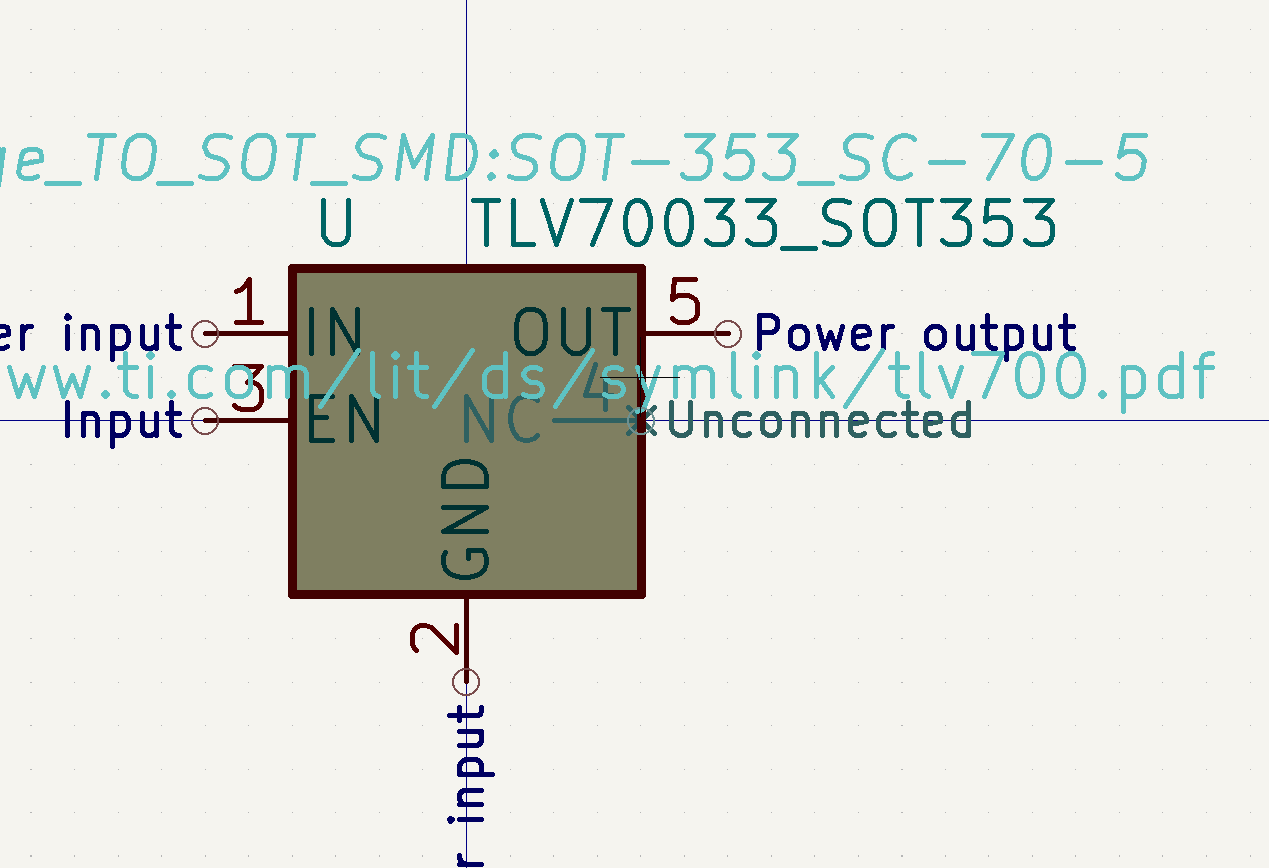 ge_TO_SOT_SMD:SOT-353_SC-70-5
U TLV70033_SOT353
1 5
er input IN OUT Power output
ww.ti.com/lit/ds/symlink/tlv700.pdf
3 4
Input EN NC Unconnected
GND
2
r input